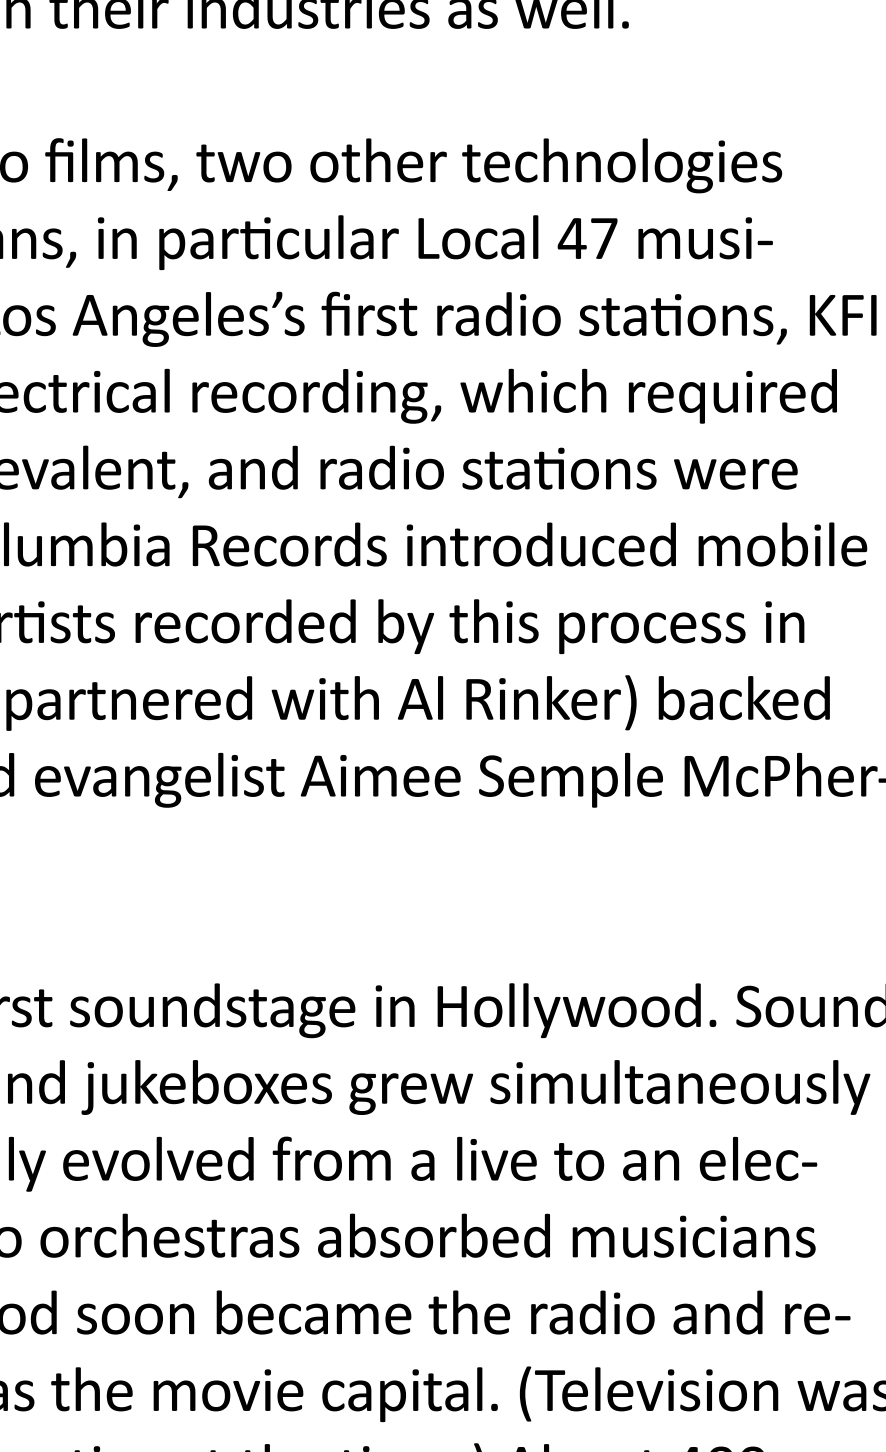 n their industries as well.
o films, two other technologies
ans, in particular Local 47 musi-
Los Angeles’s first radio stations, KFI
ectrical recording, which required
evalent, and radio stations were
lumbia Records introduced mobile
rtists recorded by this process in
partnered with Al Rinker) backed
d evangelist Aimee Semple McPher-
rst soundstage in Hollywood. Sound
nd jukeboxes grew simultaneously
ly evolved from a live to an elec-
o orchestras absorbed musicians
od soon became the radio and re-
as the movie capital. (Television was